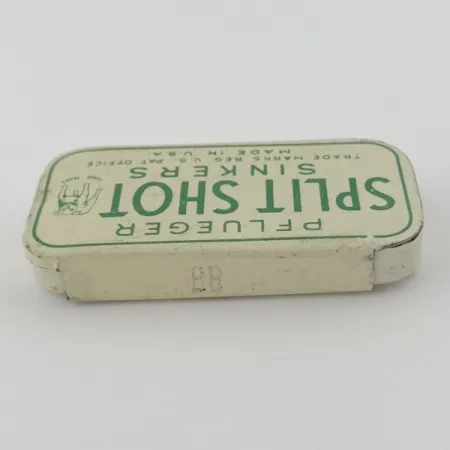 PFLUEGER
SPLIT SHOT
SINKERS
TRADE MARKS REG. U.S. PAT OFFICE
MADE IN U.S.A.
BB